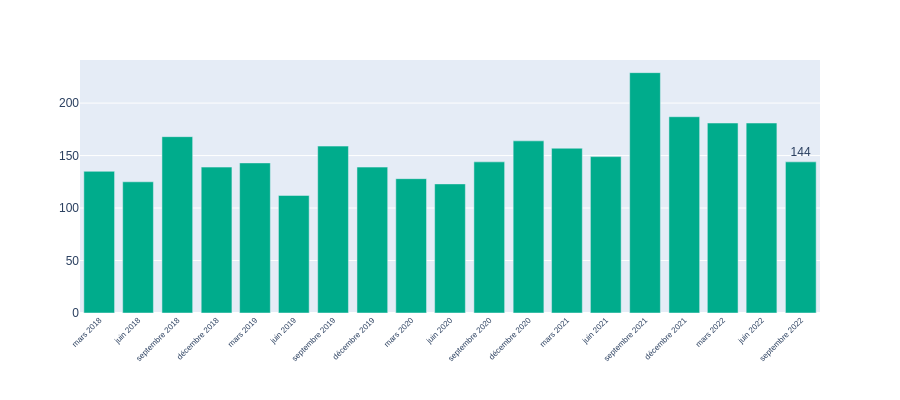 200
150
100
50
0
144
mars 2018
juin 2018
septembre 2018
décembre 2018
mars 2019
juin 2019
septembre 2019
décembre 2019
mars 2020
juin 2020
septembre 2020
décembre 2020
mars 2021
juin 2021
septembre 2021
décembre 2021
mars 2022
juin 2022
septembre 2022